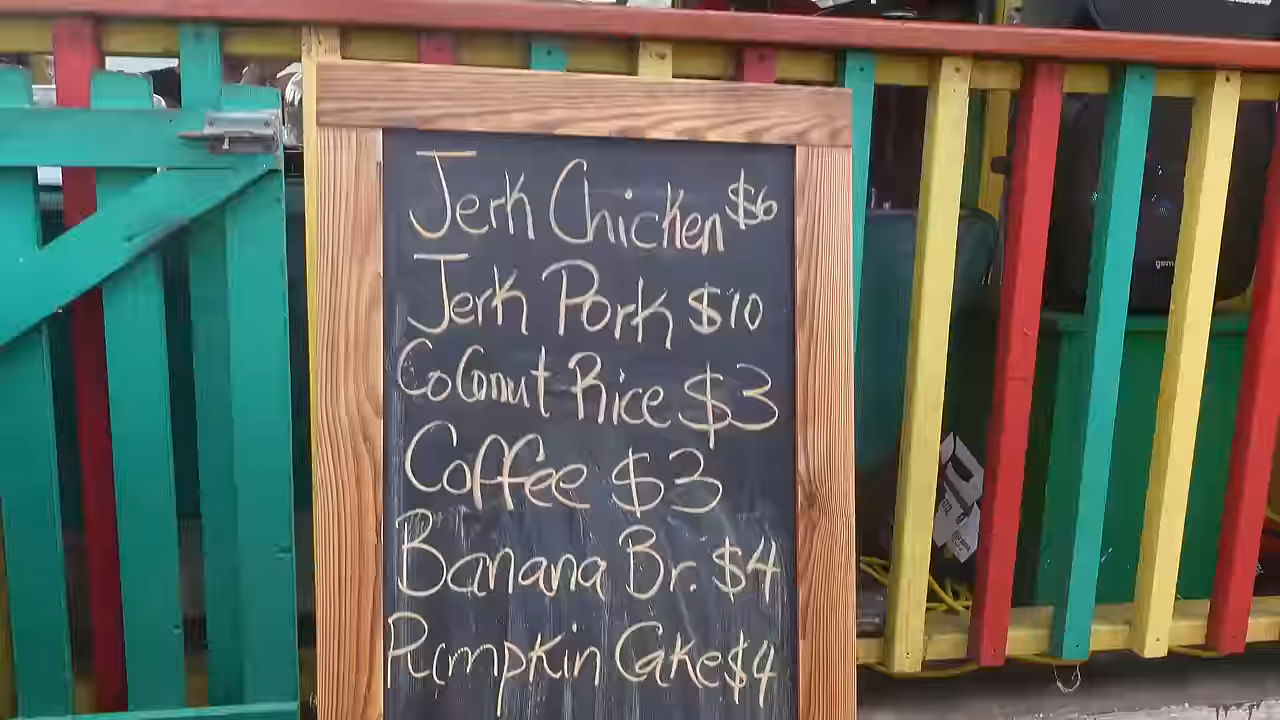 Jerk Chicken $6
Jerk Pork $10
Coconut Rice $3
Coffee $3
Banana Br. $4
Pumpkin Cake $4